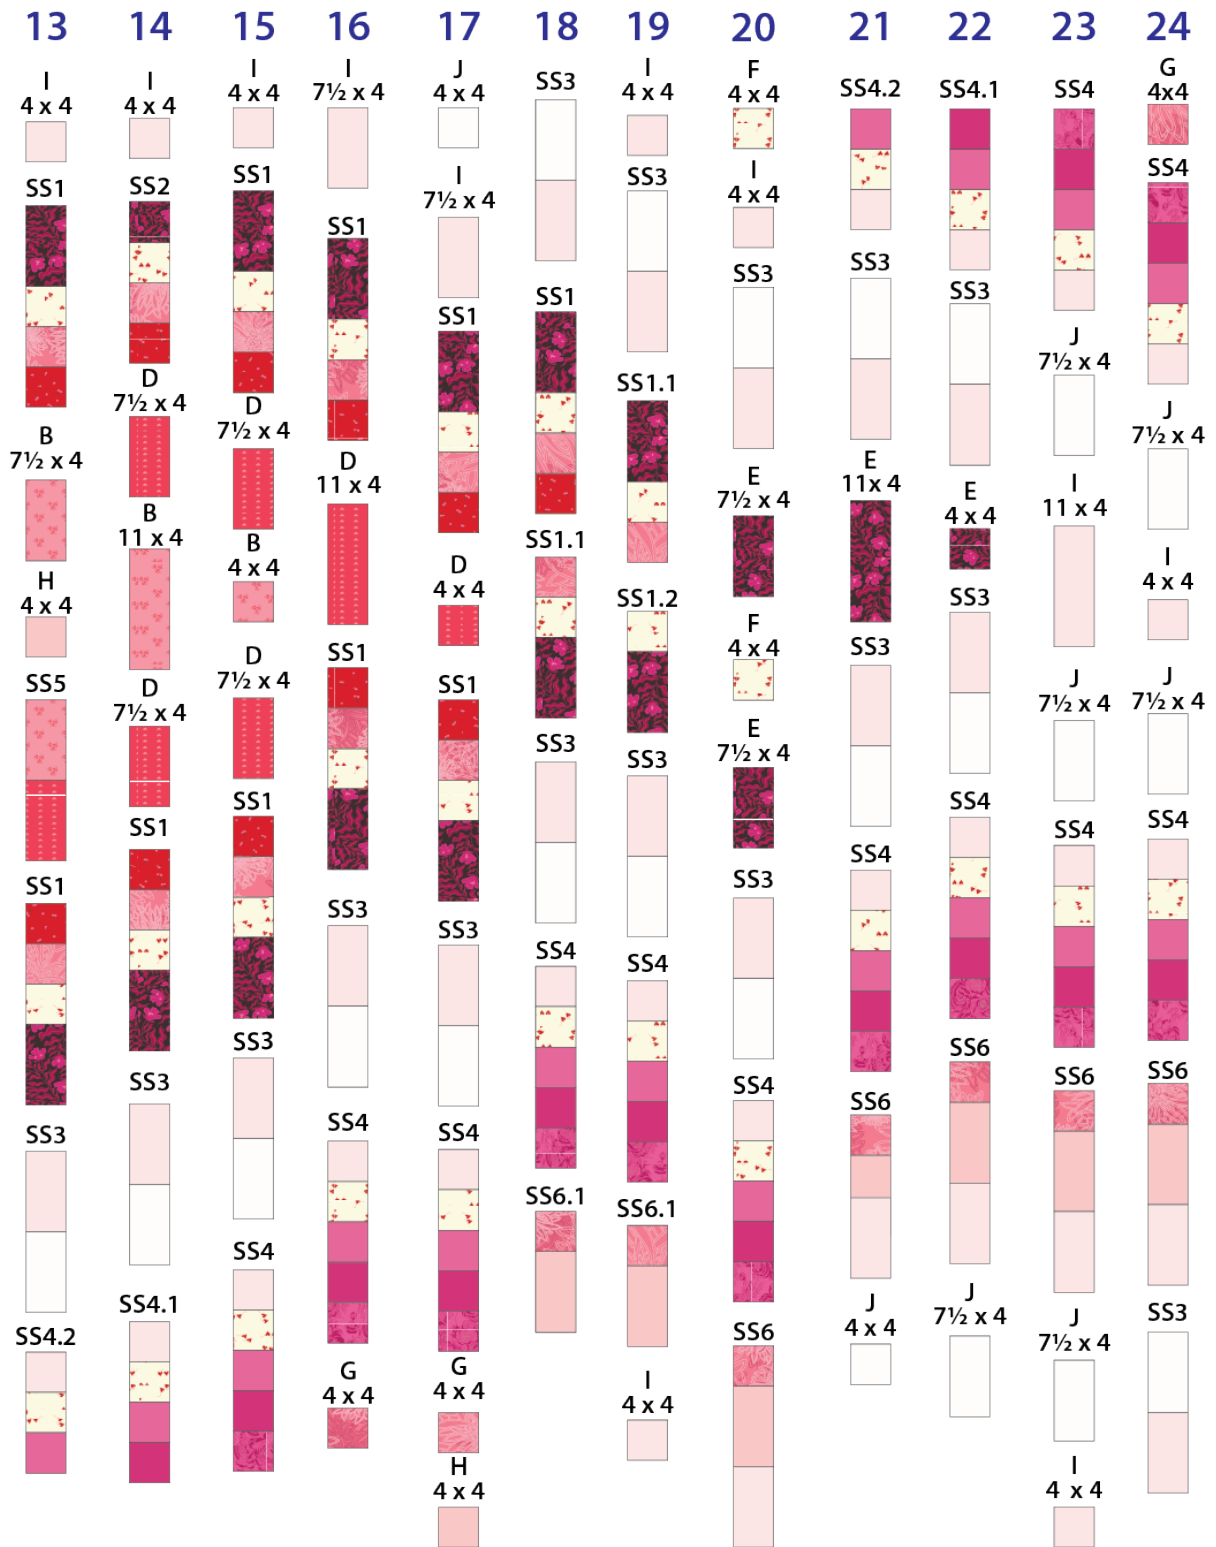 13 14 15 16 17 18 19 20 21 22 23 24
I
4 x 4
SS1
B
7½ x 4
H
4 x 4
SS5
SS1
SS3
SS4.2
I
4 x 4
SS2
D
7½ x 4
B
11 x 4
D
7½ x 4
SS1
SS3
SS4.1
I
4 x 4
SS1
D
7½ x 4
B
4 x 4
D
7½ x 4
SS1
SS3
SS4
I
7½ x 4
SS1
D
11 x 4
SS1
SS3
SS4
G
4 x 4
J
4 x 4
I
7½ x 4
SS1
D
4 x 4
SS1
SS3
SS4
G
4 x 4
H
4 x 4
SS3
SS1
SS1.1
SS3
SS4
SS6.1
I
4 x 4
SS3
SS1.1
SS1.2
SS3
SS4
SS6.1
I
4 x 4
F
4 x 4
I
4 x 4
SS3
E
7½ x 4
F
4 x 4
E
7½ x 4
SS3
SS4
SS6
SS4.2
SS3
E
11x 4
SS3
SS4
SS6
J
4 x 4
SS4.1
SS3
E
4 x 4
SS3
SS4
SS6
J
7½ x 4
SS4
J
7½ x 4
I
11 x 4
J
7½ x 4
SS4
SS6
J
7½ x 4
I
4 x 4
G
4x4
SS4
J
7½ x 4
I
4 x 4
J
7½ x 4
SS4
SS6
SS3